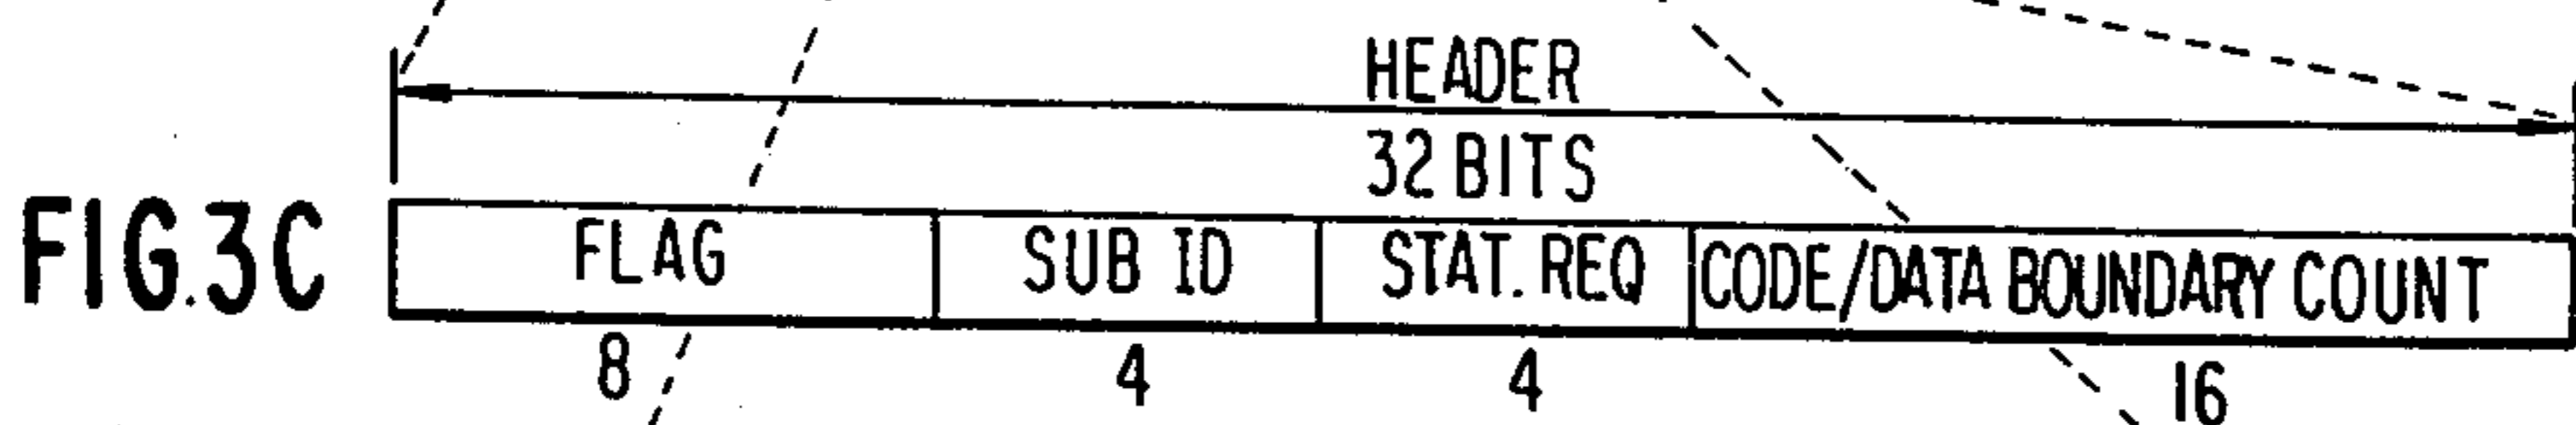 HEADER
32 BITS
FIG.3C
FLAG
SUB ID
STAT. REQ
CODE/DATA BOUNDARY COUNT
8
4
4
16